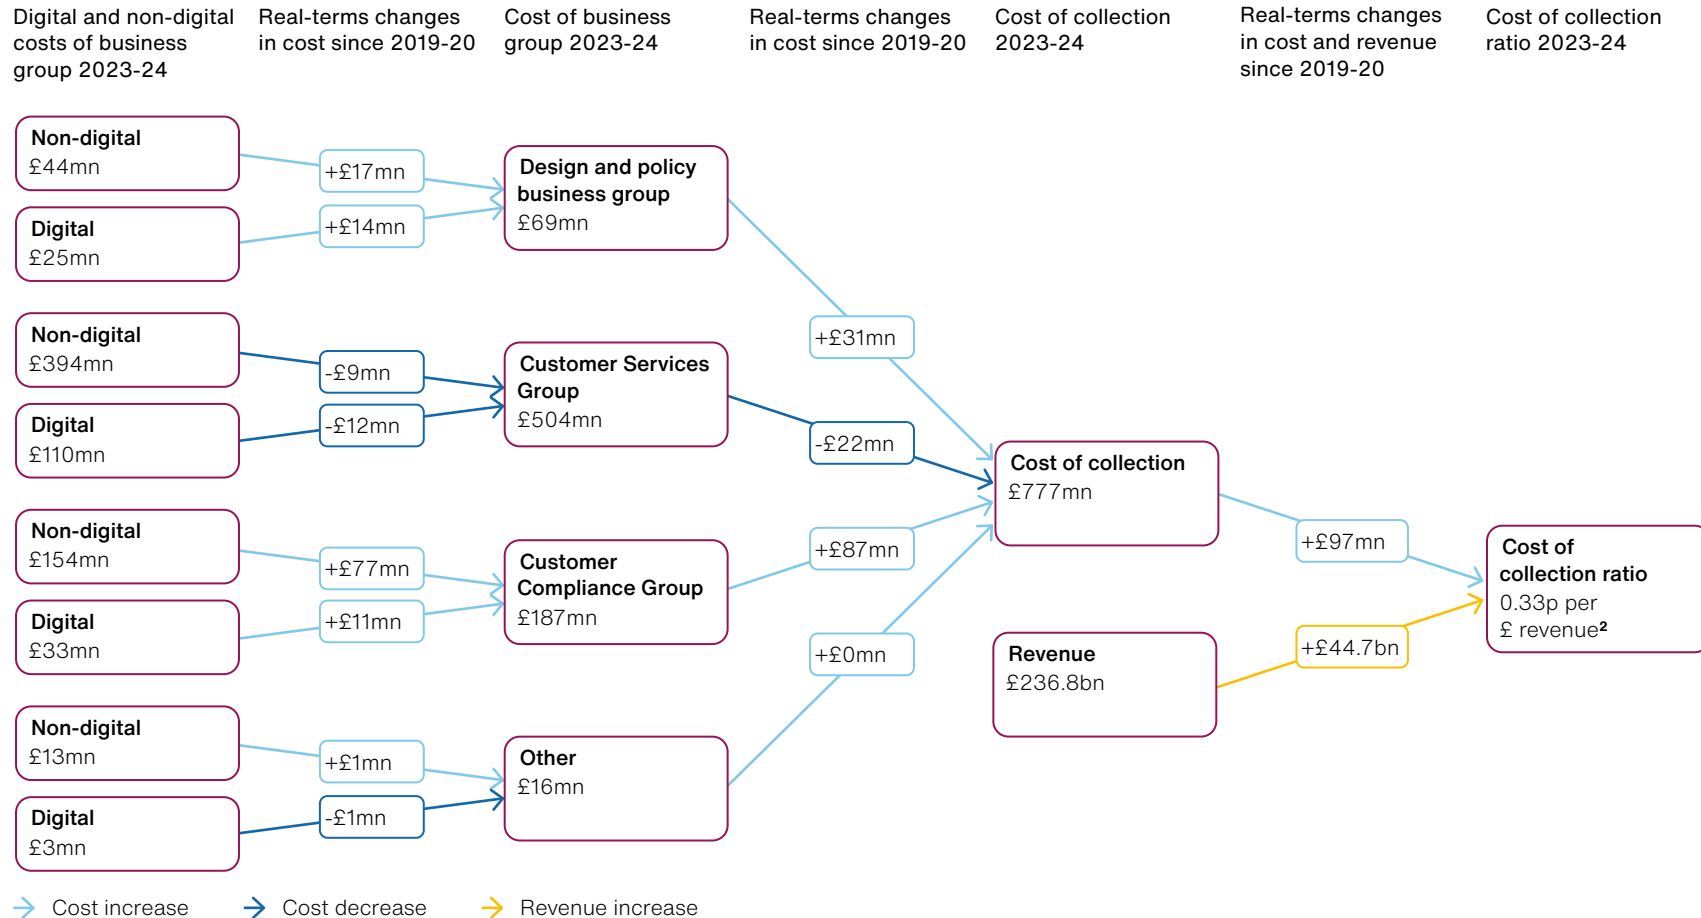 Digital and non-digital
costs of business
group 2023-24
Real-terms changes
in cost since 2019-20
Cost of business
group 2023-24
Real-terms changes
in cost since 2019-20
Cost of collection
2023-24
Real-terms changes
in cost and revenue
since 2019-20
Cost of collection
ratio 2023-24
Non-digital
£44mn
+£17mn
Digital
£25mn
+£14mn
Design and policy
business group
£69mn
+£31mn
Non-digital
£394mn
-£9mn
Digital
£110mn
-£12mn
Customer Services
Group
£504mn
-£22mn
Non-digital
£154mn
+£77mn
Digital
£33mn
+£11mn
Customer
Compliance Group
£187mn
+£87mn
Non-digital
£13mn
+£1mn
Digital
£3mn
-£1mn
Other
£16mn
+£0mn
Cost of collection
£777mn
+£97mn
Revenue
£236.8bn
+£44.7bn
Cost of
collection ratio
0.33p per
£ revenue²
Cost increase
Cost decrease
Revenue increase